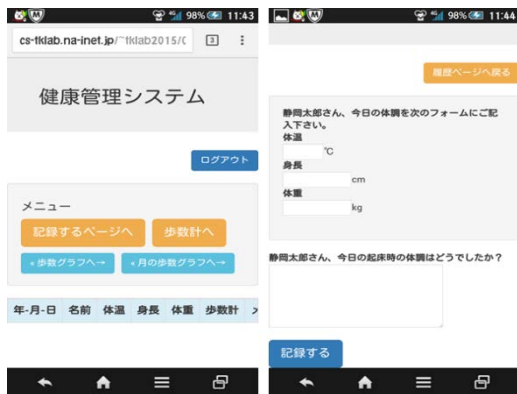 98% 11:43
cs-tklab.na-inet.jp/~tklab2015/
健康管理システム
ログアウト
メニュー
記録するページへ
歩数計へ
←歩数グラフへ→
←月の歩数グラフへ→
年-月-日 名前 体温 身長 体重 歩数計
98% 11:44
履歴ページへ戻る
静岡太郎さん、今日の体調を次のフォームにご記
入下さい。
体温
℃
身長
cm
体重
kg
静岡太郎さん、今日の起床時の体調はどうでしたか？
記録する